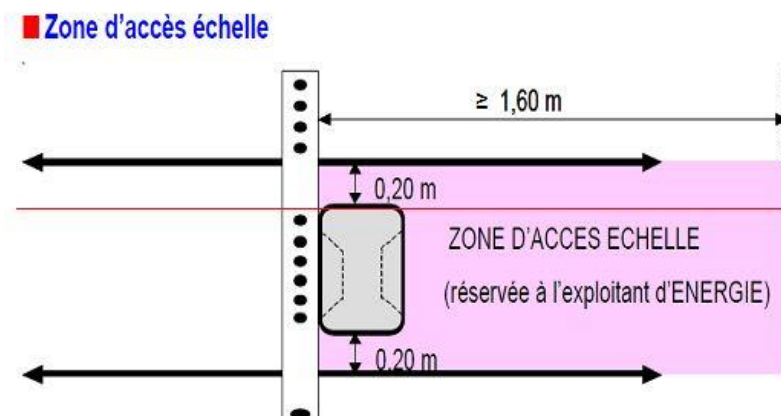 Zone d'accès échelle
≥ 1,60 m
0,20 m
ZONE D'ACCES ECHELLE
(réservée à l'exploitant d'ENERGIE)
0,20 m